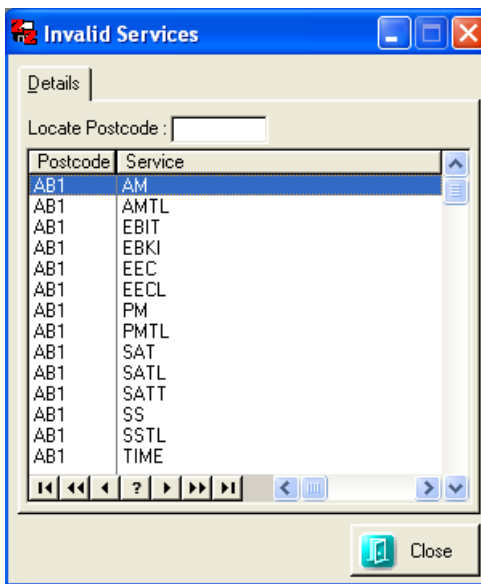 Invalid Services
Details
Locate Postcode :
Postcode Service
AB1 AM
AB1 AMTL
AB1 EBIT
AB1 EBKI
AB1 EEC
AB1 EECL
AB1 PM
AB1 PMTL
AB1 SAT
AB1 SATL
AB1 SATT
AB1 SS
AB1 SSTL
AB1 TIME
?
Close